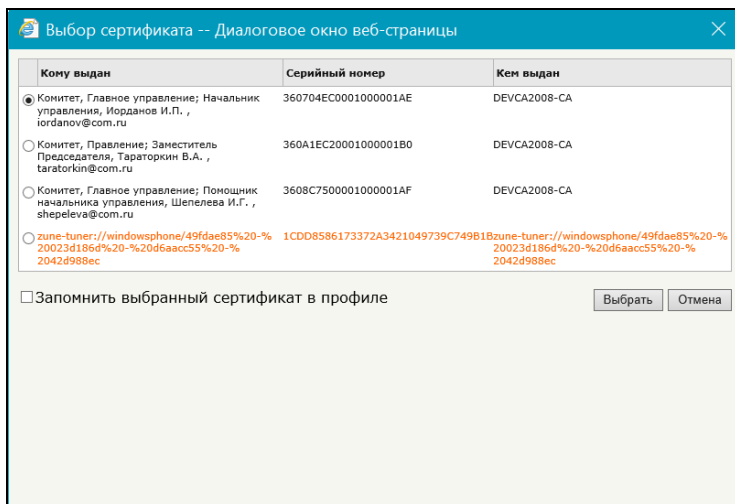 Выбор сертификата -- Диалоговое окно веб-страницы
Кому выдан Серийный номер Кем выдан
Комитет, Главное управление; Начальник 360704EC0001000001AE DEVCA2008-CA
управления, Иорданов И.П. ,
iordanov@com.ru
Комитет, Правление; Заместитель 360A1EC20001000001B0 DEVCA2008-CA
Председателя, Тараторкин В.А. ,
taratorkin@com.ru
Комитет, Главное управление; Помощник 3608C7500001000001AF DEVCA2008-CA
начальника управления, Шепелева И.Г. ,
shepeleva@com.ru
zune-tuner://windowsphone/49fdae85%20-% 1CDD8586173372A3421049739C749B1B zune-tuner://windowsphone/49fdae85%20-%
20023d186d%20-%20d6aacc55%20-% 20023d186d%20-%20d6aacc55%20-%
2042d988ec 2042d988ec
Запомнить выбранный сертификат в профиле Выбрать Отмена